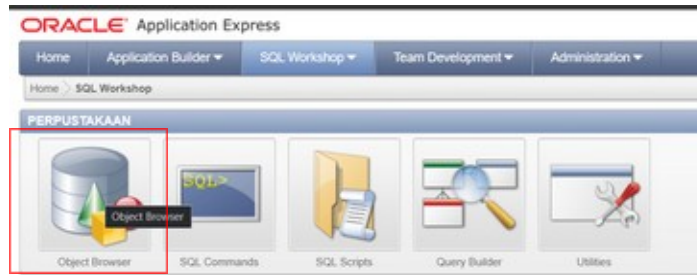 ORACLE Application Express
Home Application Builder SQL Workshop Team Development Administration
Home > SQL Workshop
PERPUSTAKAAN
SQL>
Object Browser
Object Browser SQL Commands SQL Scripts Query Builder Utilities